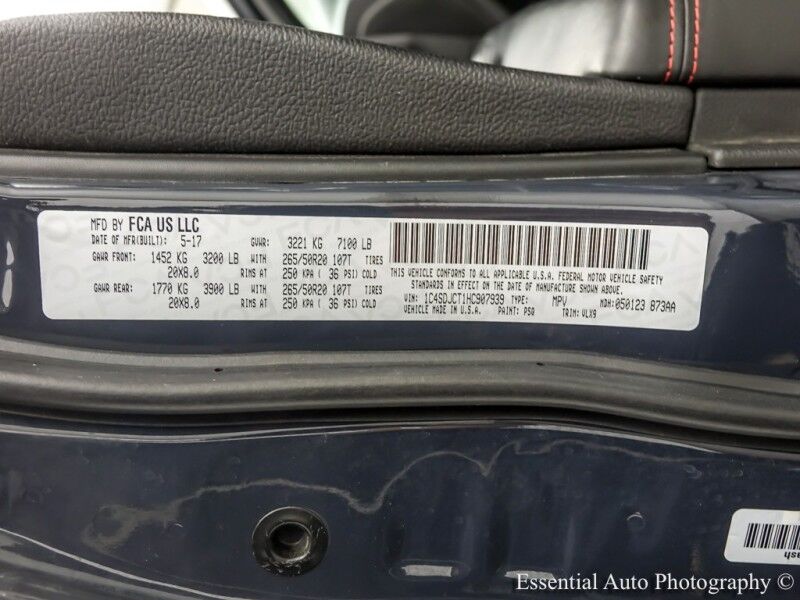 MFD BY FCA US LLC
DATE OF MFR(BUILT): 5-17 GVWR: 3221 KG 7100 LB
GAWR FRONT: 1452 KG 3200 LB WITH 265/50R20 107T TIRES
20X8.0 RIMS AT 250 KPA ( 36 PSI) COLD
GAWR REAR: 1770 KG 3900 LB WITH 265/50R20 107T TIRES
20X8.0 RIMS AT 250 KPA ( 36 PSI) COLD
THIS VEHICLE CONFORMS TO ALL APPLICABLE U.S.A. FEDERAL MOTOR VEHICLE SAFETY
STANDARDS IN EFFECT ON THE DATE OF MANUFACTURE SHOWN ABOVE.
VIN: 1C4SDJCT1HC907939 TYPE: MPV MDH: 050123 873AA
VEHICLE MADE IN U.S.A. PAINT: PSQ TRIM: VLX9
ash
Essential Auto Photography ©